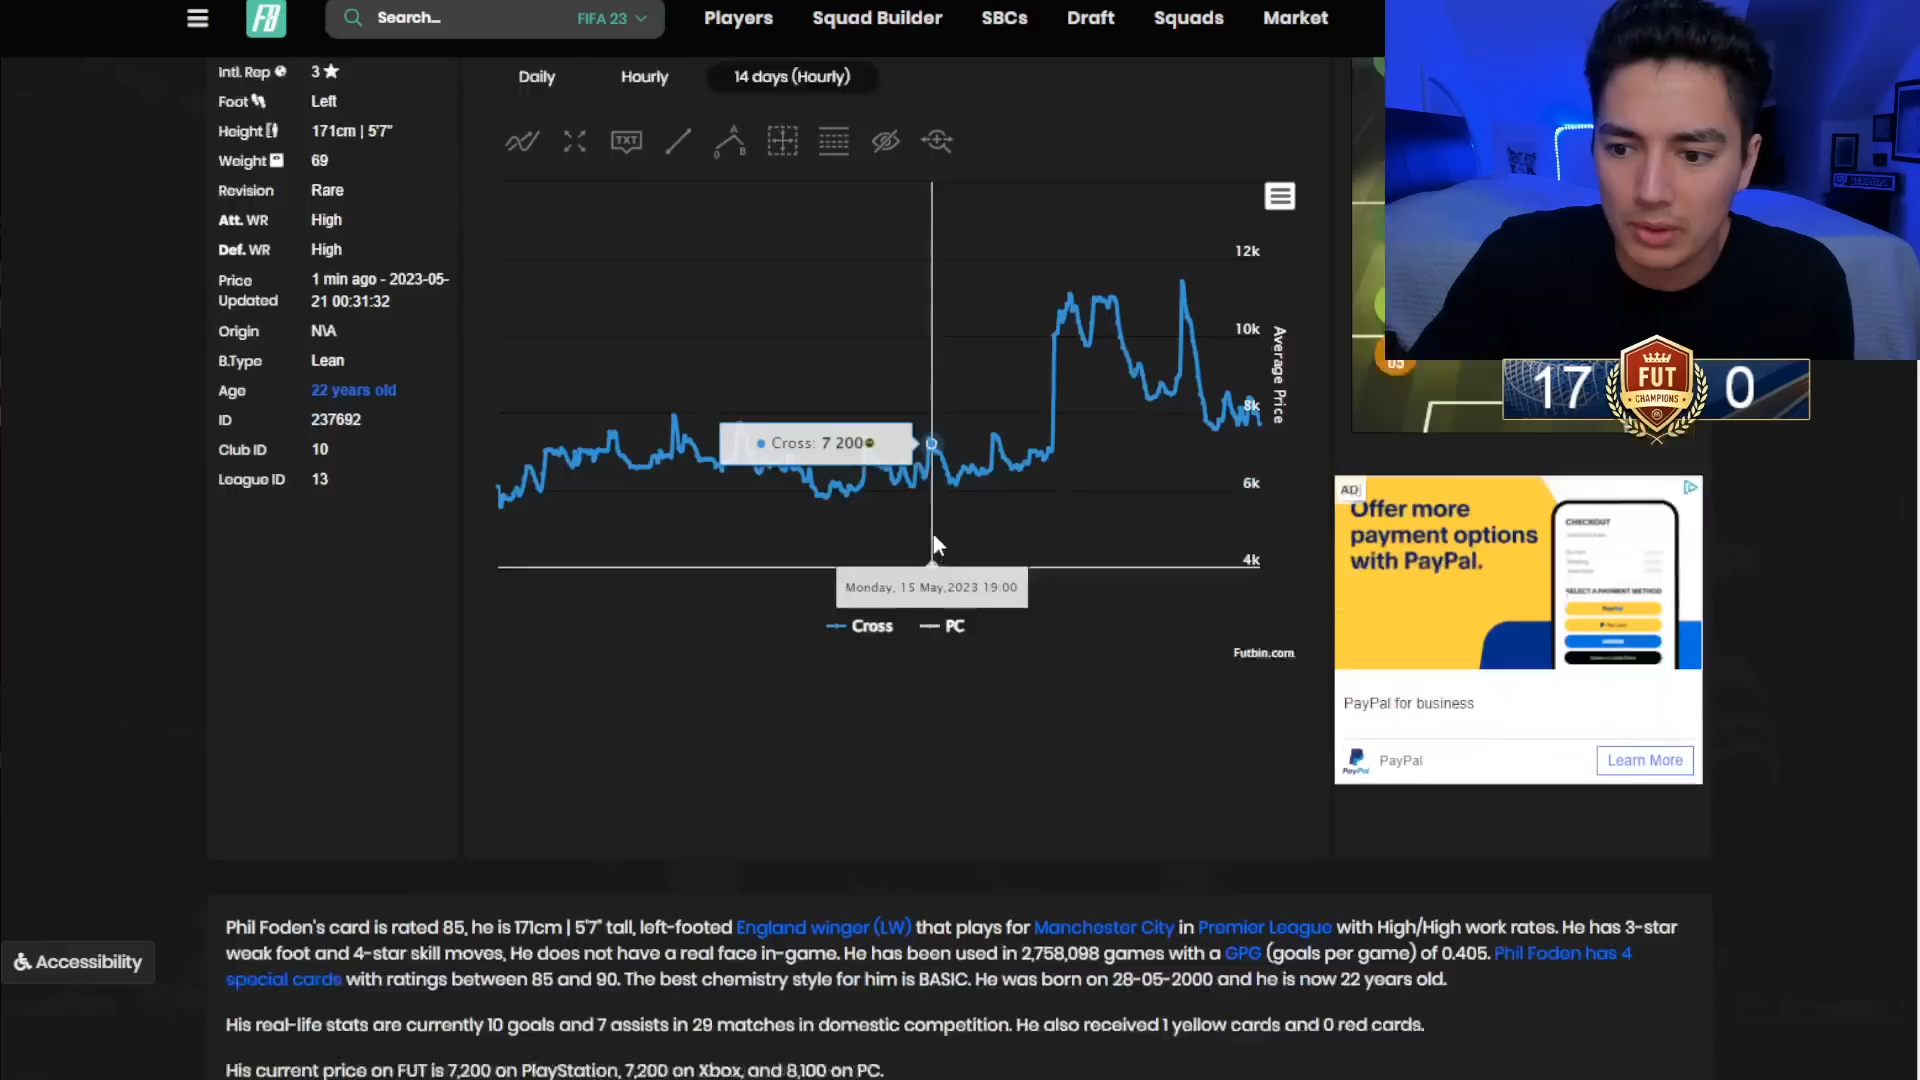 F8
Search...
FIFA 23
Players
Squad Builder
SBCs
Draft
Squads
Market
Intl. Rep 3
Foot Left
Height 171cm | 5'7"
Weight 69
Revision Rare
Att. WR High
Def. WR High
Price Updated 1 min ago - 2023-05-
21 00:31:32
Origin N\A
B.Type Lean
Age 22 years old
ID 237692
Club ID 10
League ID 13
Daily
Hourly
14 days (Hourly)
TXT
A
0 B
12k
10k
8k
6k
4k
Average Price
Cross: 7 200
Monday, 15 May,2023 19:00
Cross
PC
Futbin.com
17
FUT
CHAMPIONS
0
AD
Offer more
payment options
with PayPal.
CHECKOUT
SELECT A PAYMENT METHOD
PayPal for business
PayPal
PayPal
Learn More
Accessibility
Phil Foden's card is rated 85, he is 171cm | 5'7" tall, left-footed England winger (LW) that plays for Manchester City in Premier League with High/High work rates. He has 3-star
weak foot and 4-star skill moves, He does not have a real face in-game. He has been used in 2,758,098 games with a GPG (goals per game) of 0.405. Phil Foden has 4
special cards with ratings between 85 and 90. The best chemistry style for him is BASIC. He was born on 28-05-2000 and he is now 22 years old.
His real-life stats are currently 10 goals and 7 assists in 29 matches in domestic competition. He also received 1 yellow cards and 0 red cards.
His current price on FUT is 7,200 on PlayStation, 7,200 on Xbox, and 8,100 on PC.